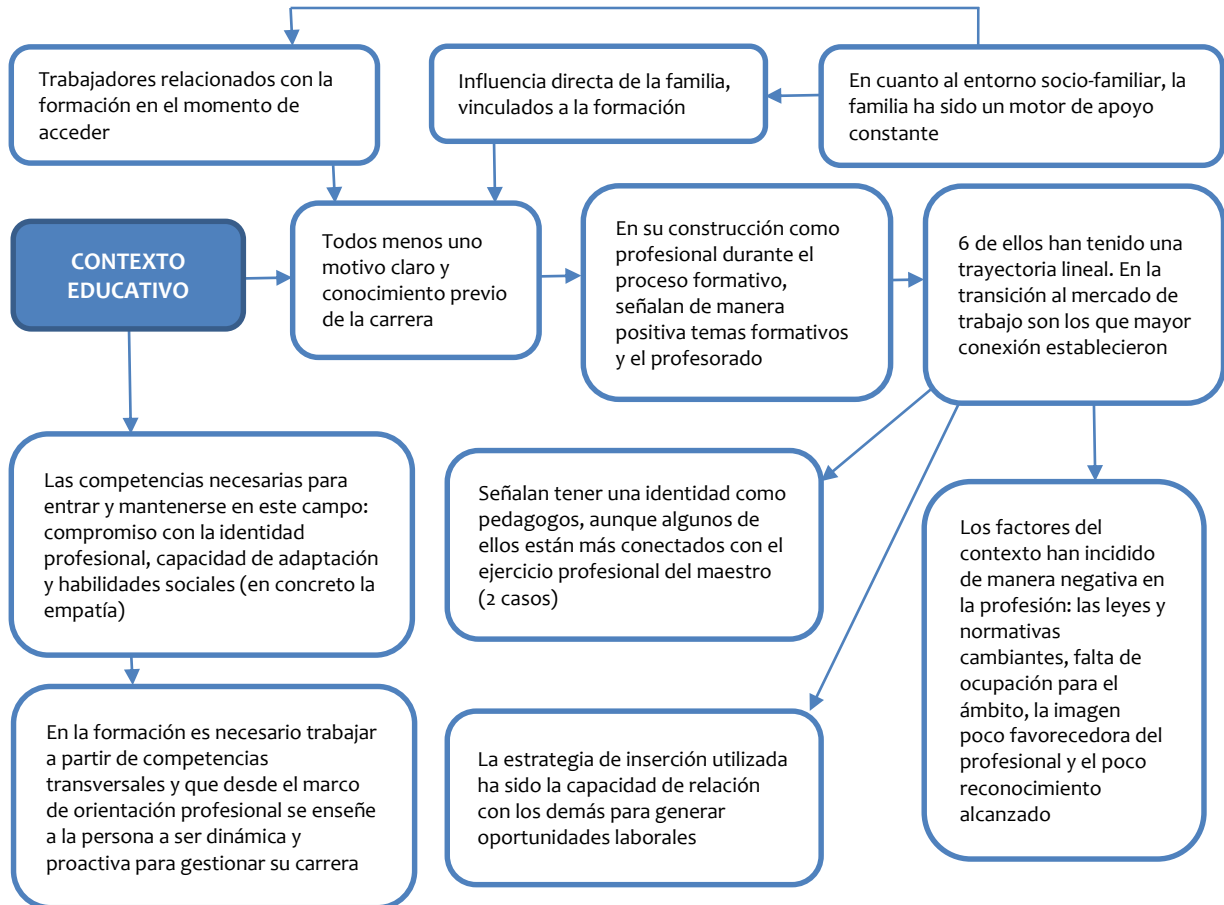 Trabajadores relacionados con la
formación en el momento de
acceder
Influencia directa de la familia,
vinculados a la formación
En cuanto al entorno socio-familiar, la
familia ha sido un motor de apoyo
constante
CONTEXTO
EDUCATIVO
Todos menos uno
motivo claro y
conocimiento previo
de la carrera
En su construcción como
profesional durante el
proceso formativo,
señalan de manera
positiva temas formativos
y el profesorado
6 de ellos han tenido una
trayectoria lineal. En la
transición al mercado de
trabajo son los que mayor
conexión establecieron
Las competencias necesarias para
entrar y mantenerse en este campo:
compromiso con la identidad
profesional, capacidad de adaptación
y habilidades sociales (en concreto la
empatía)
Señalan tener una identidad como
pedagogos, aunque algunos de
ellos están más conectados con el
ejercicio profesional del maestro
(2 casos)
Los factores del
contexto han incidido
de manera negativa en
la profesión: las leyes y
normativas
cambiantes, falta de
ocupación para el
ámbito, la imagen
poco favorecedora del
profesional y el poco
reconocimiento
alcanzado
En la formación es necesario trabajar
a partir de competencias
transversales y que desde el marco
de orientación profesional se enseñe
a la persona a ser dinámica y
proactiva para gestionar su carrera
La estrategia de inserción utilizada
ha sido la capacidad de relación
con los demás para generar
oportunidades laborales